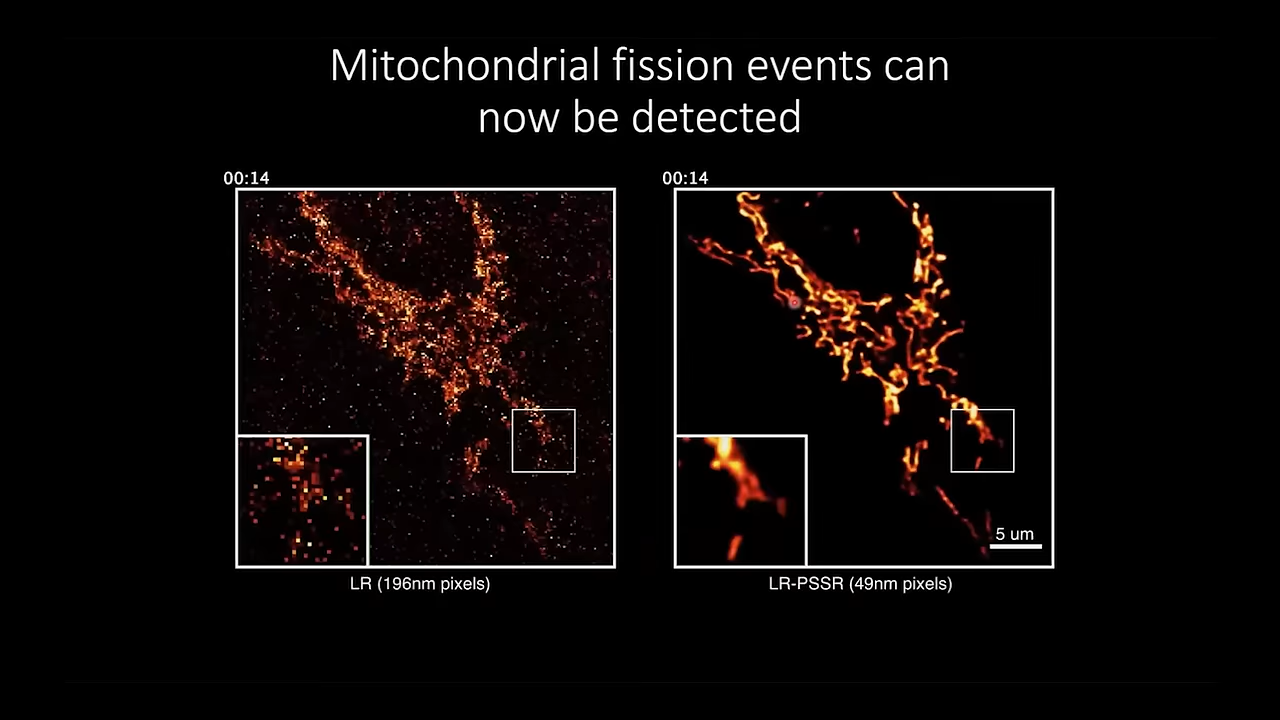 Mitochondrial fission events can
now be detected
00:14
00:14
5 um
LR (196nm pixels)
LR-PSSR (49nm pixels)